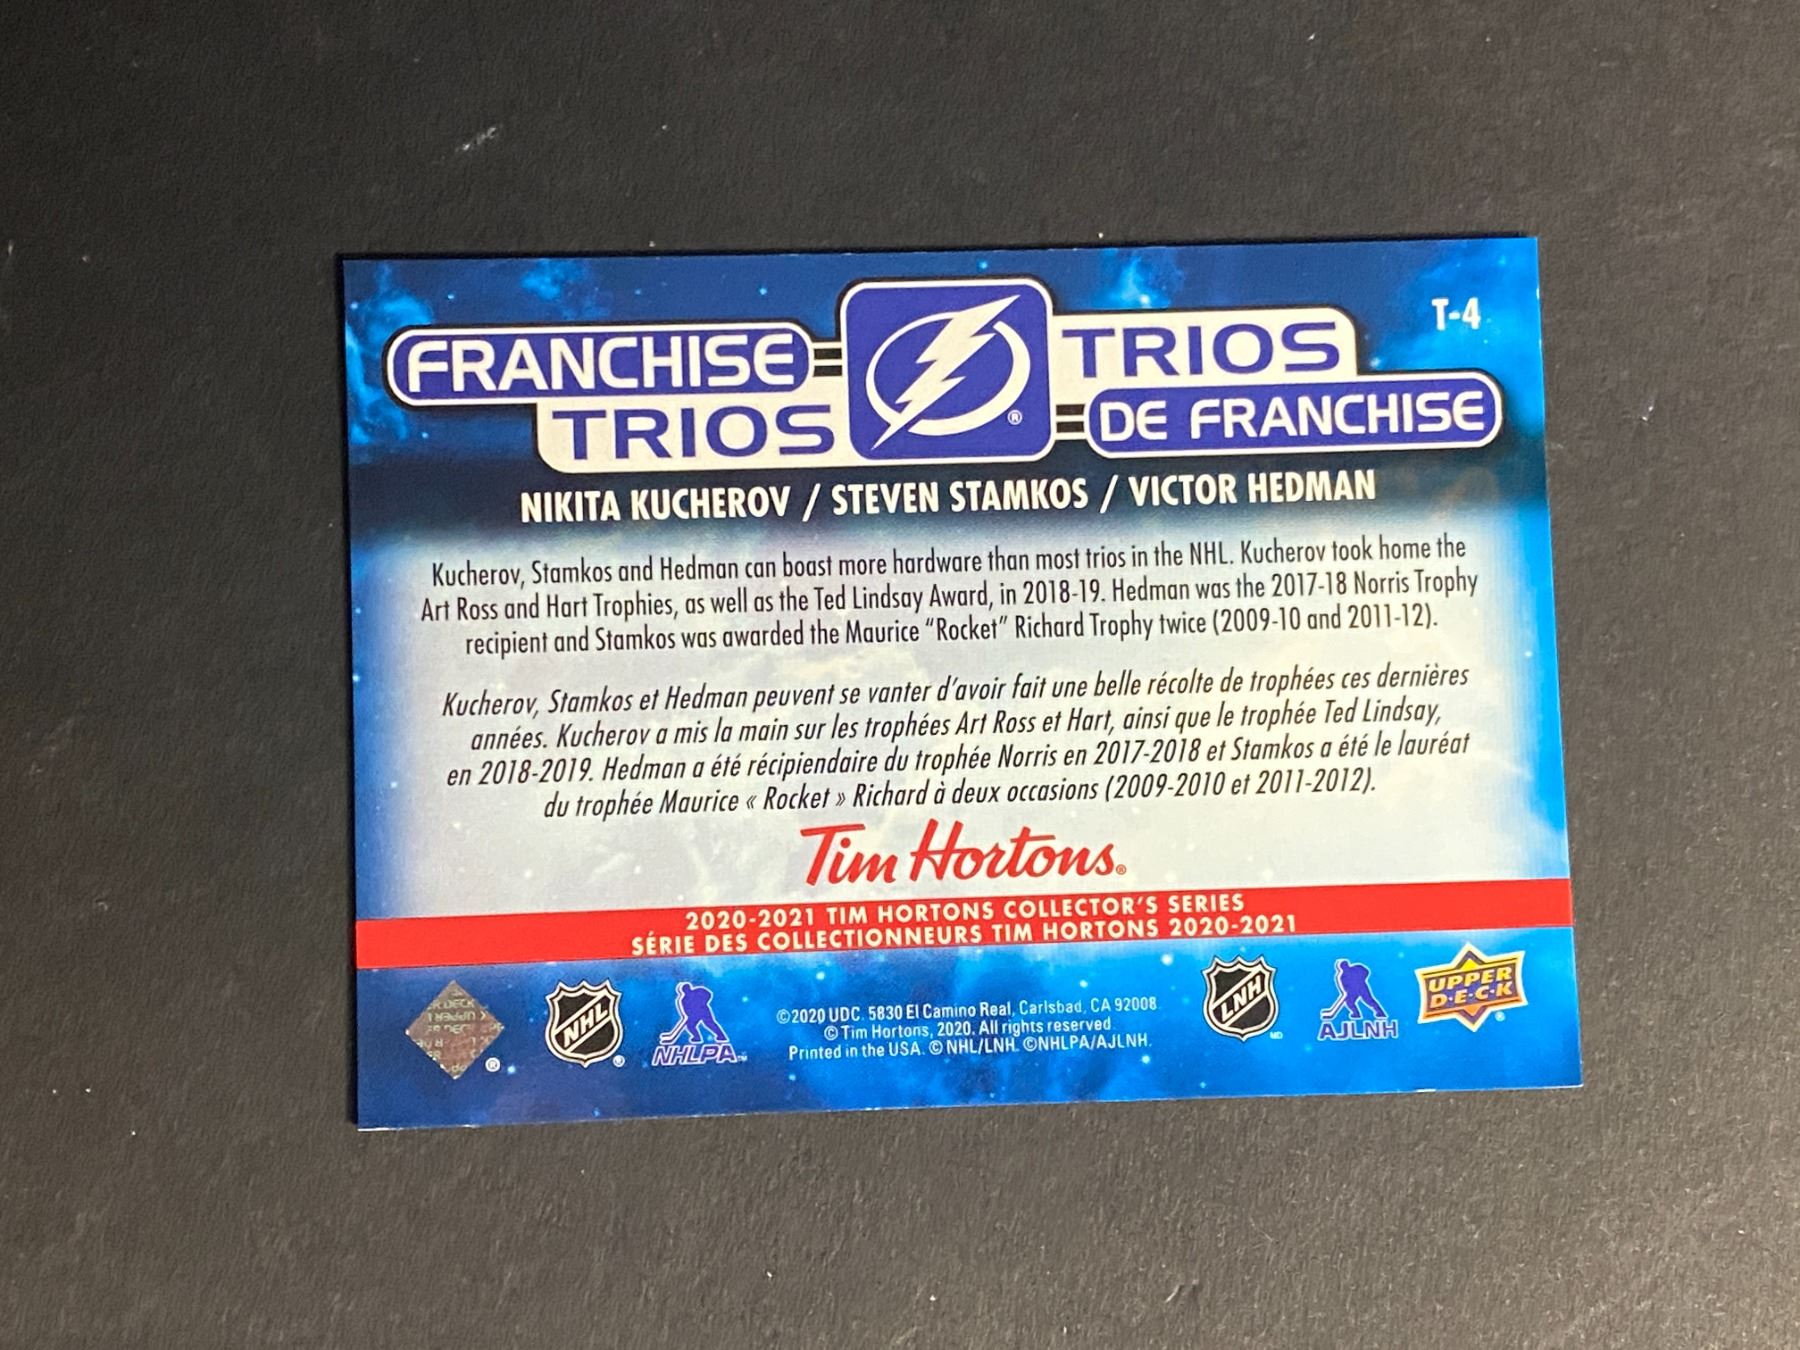 T-4
FRANCHISE
TRIOS
®
TRIOS
DE FRANCHISE
NIKITA KUCHEROV / STEVEN STAMKOS / VICTOR HEDMAN
Kucherov, Stamkos and Hedman can boast more hardware than most trios in the NHL. Kucherov took home the
Art Ross and Hart Trophies, as well as the Ted Lindsay Award, in 2018-19. Hedman was the 2017-18 Norris Trophy
recipient and Stamkos was awarded the Maurice “Rocket” Richard Trophy twice (2009-10 and 2011-12).
Kucherov, Stamkos et Hedman peuvent se vanter d’avoir fait une belle récolte de trophées ces dernières
années. Kucherov a mis la main sur les trophées Art Ross et Hart, ainsi que le trophée Ted Lindsay,
en 2018-2019. Hedman a été récipiendaire du trophée Norris en 2017-2018 et Stamkos a été le lauréat
du trophée Maurice « Rocket » Richard à deux occasions (2009-2010 et 2011-2012).
Tim Hortons®
2020-2021 TIM HORTONS COLLECTOR’S SERIES
SÉRIE DES COLLECTIONNEURS TIM HORTONS 2020-2021
®
NHL ®
NHLPA™
©2020 UDC. 5830 El Camino Real, Carlsbad, CA 92008.
©Tim Hortons, 2020. All rights reserved.
Printed in the USA. © NHL/LNH. ©NHLPA/AJLNH.
LNH MD
AJLNH
UPPER
D·E·C·K ®